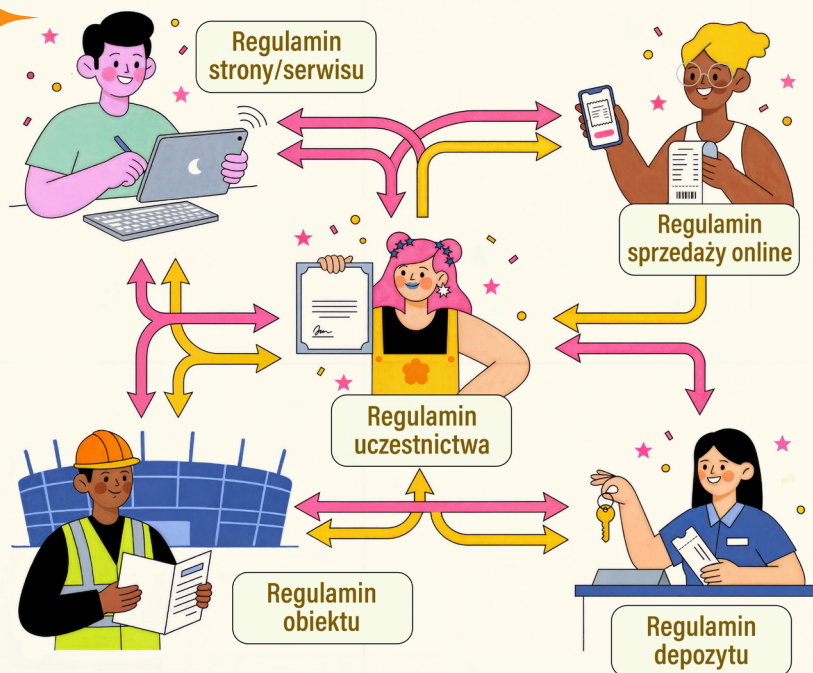 Regulamin
strony/serwisu
Regulamin
sprzedaży online
Regulamin
uczestnictwa
Regulamin
obiektu
Regulamin
depozytu